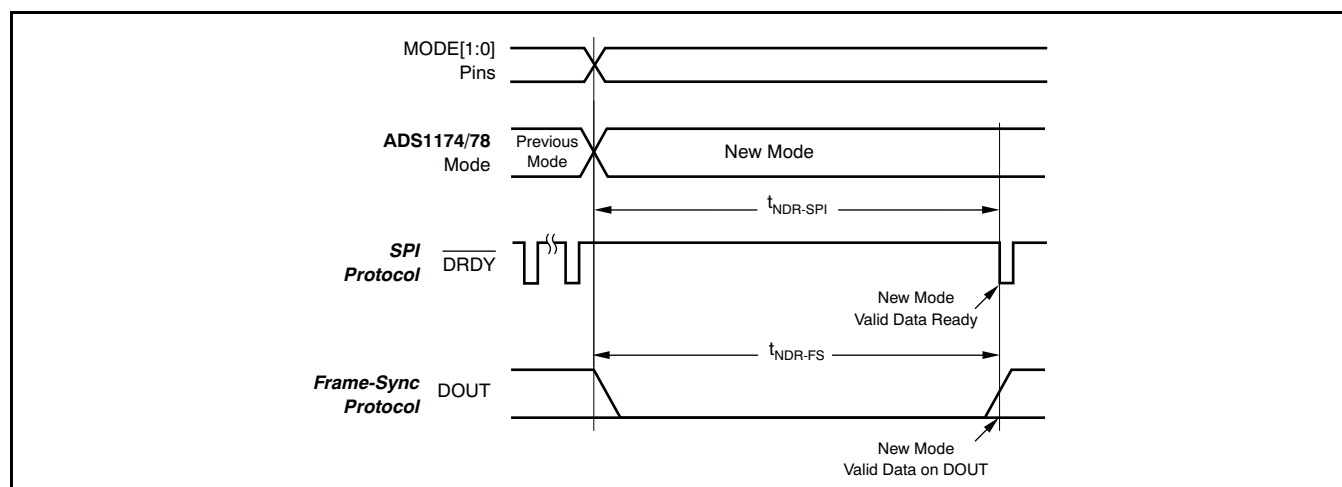 MODE[1:0]
Pins
ADS1174/78
Mode
Previous
Mode
New Mode
tNDR-SPI
SPI
Protocol
DRDY
New Mode
Valid Data Ready
tNDR-FS
Frame-Sync
Protocol
DOUT
New Mode
Valid Data on DOUT